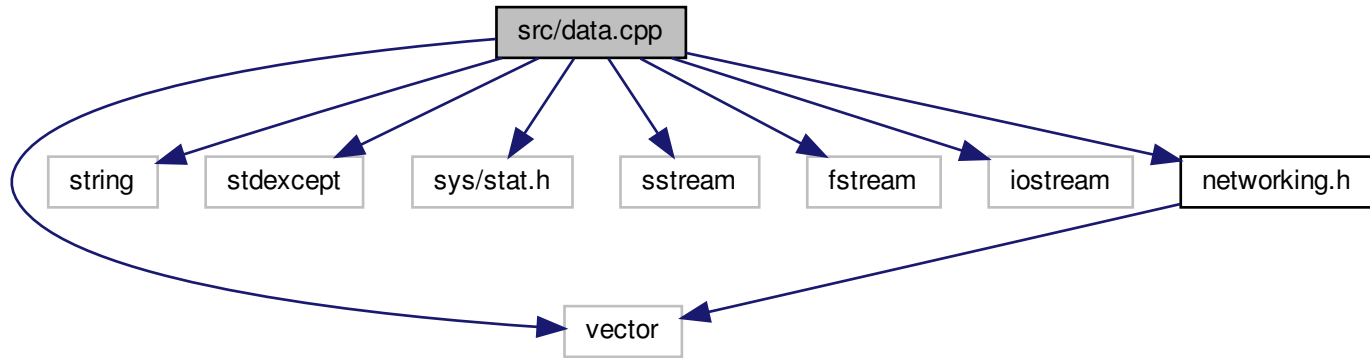 src/data.cpp
string
stdexcept
sys/stat.h
sstream
fstream
iostream
networking.h
vector